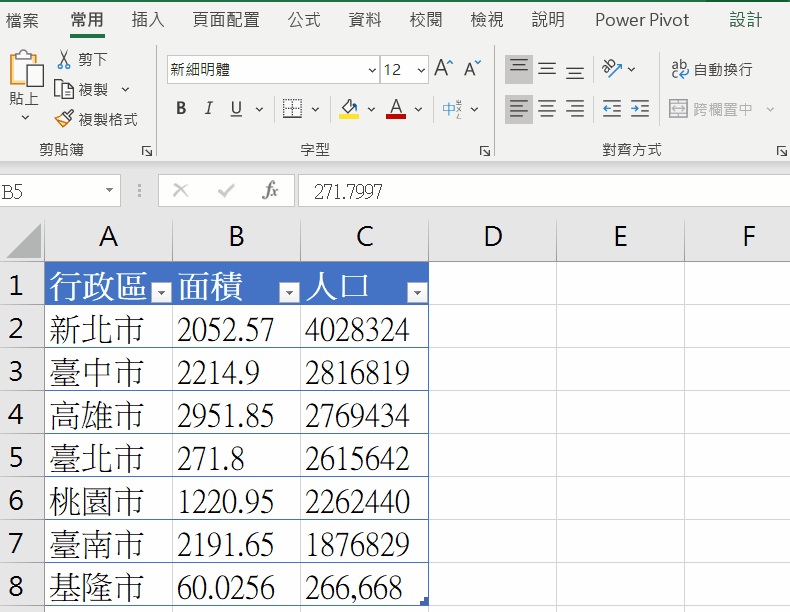 檔案 常用 插入 頁面配置 公式 資料 校閱 檢視 說明 Power Pivot 設計
剪下
複製
貼上
複製格式
剪貼簿
新細明體 12 A A
B I U A 中
字型
ab 自動換行
跨欄置中
對齊方式
B5 fx 271.7997
A B C D E F
1 行政區 面積 人口
2 新北市 2052.57 4028324
3 臺中市 2214.9 2816819
4 高雄市 2951.85 2769434
5 臺北市 271.8 2615642
6 桃園市 1220.95 2262440
7 臺南市 2191.65 1876829
8 基隆市 60.0256 266,668